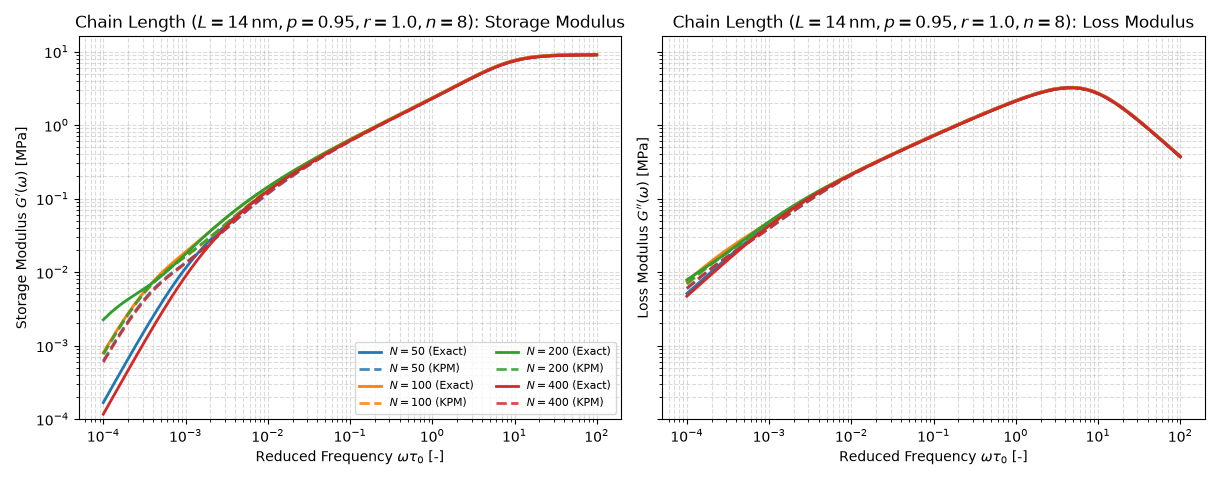 Chain Length (L = 14 nm, p = 0.95, r = 1.0, n = 8): Storage Modulus
Storage Modulus G′(ω) [MPa]
10¹
10⁰
10⁻¹
10⁻²
10⁻³
10⁻⁴
10⁻⁴ 10⁻³ 10⁻² 10⁻¹ 10⁰ 10¹ 10²
Reduced Frequency ωτ₀ [-]
N = 50 (Exact)
N = 50 (KPM)
N = 100 (Exact)
N = 100 (KPM)
N = 200 (Exact)
N = 200 (KPM)
N = 400 (Exact)
N = 400 (KPM)
Chain Length (L = 14 nm, p = 0.95, r = 1.0, n = 8): Loss Modulus
Loss Modulus G″(ω) [MPa]
10⁻⁴ 10⁻³ 10⁻² 10⁻¹ 10⁰ 10¹ 10²
Reduced Frequency ωτ₀ [-]